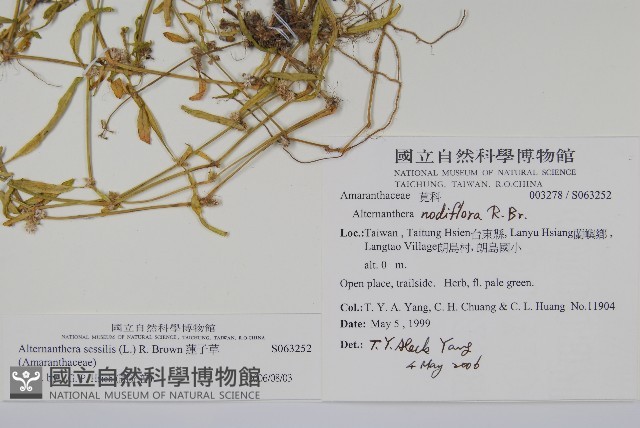 國立自然科學博物館
NATIONAL MUSEUM OF NATURAL SCIENCE
TAICHUNG, TAIWAN, R.O.CHINA
Amaranthaceae 莧科 003278 / S063252
Alternanthera nodiflora R. Br.
Loc.:Taiwan , Taitung Hsien台東縣, Lanyu Hsiang蘭嶼鄉,
Langtao Village朗島村, 朗島國小
alt. 0 m.
Open place, trailside. Herb, fl. pale green.
Col.: T. Y. A. Yang, C. H. Chuang & C. L. Huang No.11904
Date: May 5 , 1999
Det.: T. Y. Aleck Yang
4 May 2006
國立自然科學博物館
NATIONAL MUSEUM OF NATURAL SCIENCE, TAICHUNG, TAIWAN, R.O.CHINA
Alternanthera sessilis (L.) R. Brown 蓮子草 S063252
(Amaranthaceae)
國立自然科學博物館
NATIONAL MUSEUM OF NATURAL SCIENCE